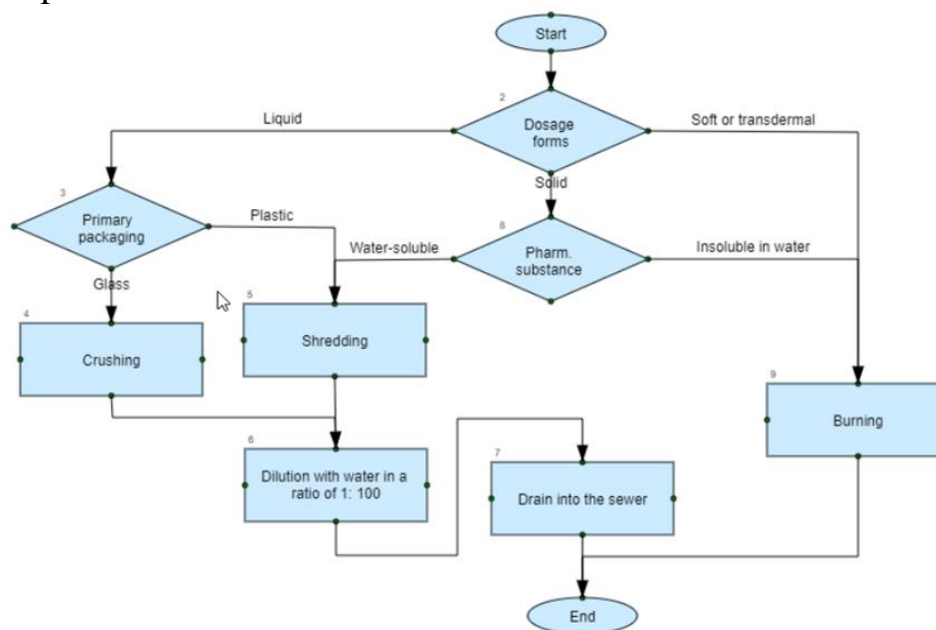 Start
2
Dosage
forms
Liquid
Soft or transdermal
Solid
3
Primary
packaging
Plastic
Glass
8
Pharm.
substance
Water-soluble
Insoluble in water
4
Crushing
5
Shredding
9
Burning
6
Dilution with water in a
ratio of 1: 100
7
Drain into the sewer
End